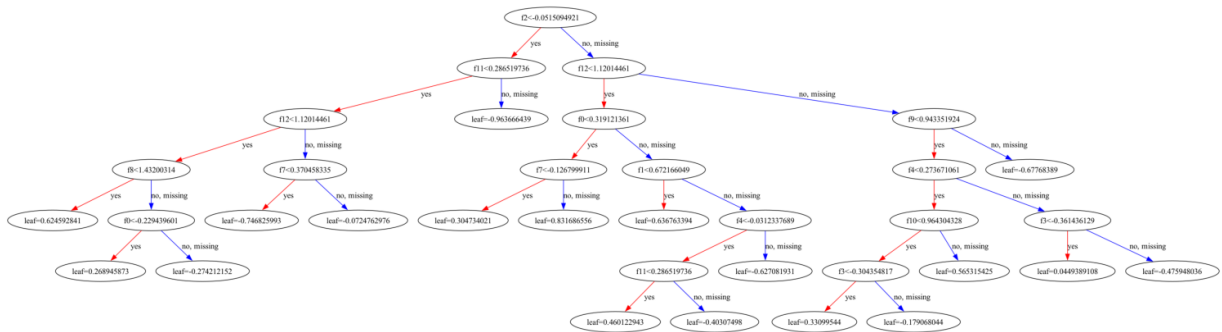 f2<-0.0515094921
yes
no, missing
f11<0.286519736
f12<1.12014461
yes
no, missing
yes
no, missing
f12<1.12014461
leaf=-0.963666439
f0<0.319121361
f9<0.943351924
yes
no, missing
yes
no, missing
yes
no, missing
f8<1.43200314
f7<0.370458335
f7<-0.126799911
f1<0.672166049
f4<0.273671061
leaf=-0.67768389
yes
no, missing
yes
no, missing
yes
no, missing
yes
no, missing
yes
no, missing
leaf=0.624592841
f0<-0.229439601
leaf=-0.746825993
leaf=-0.0724762976
leaf=0.304734021
leaf=0.831686556
leaf=0.636763394
f4<-0.0312337689
f10<0.964304328
f3<-0.361436129
yes
no, missing
yes
no, missing
yes
no, missing
yes
no, missing
leaf=0.268945873
leaf=-0.274212152
f11<0.286519736
leaf=-0.627081931
f3<-0.304354817
leaf=0.565315425
leaf=0.0449389108
leaf=-0.475948036
yes
no, missing
yes
no, missing
leaf=0.460122943
leaf=-0.40307498
leaf=0.33099544
leaf=-0.179068044